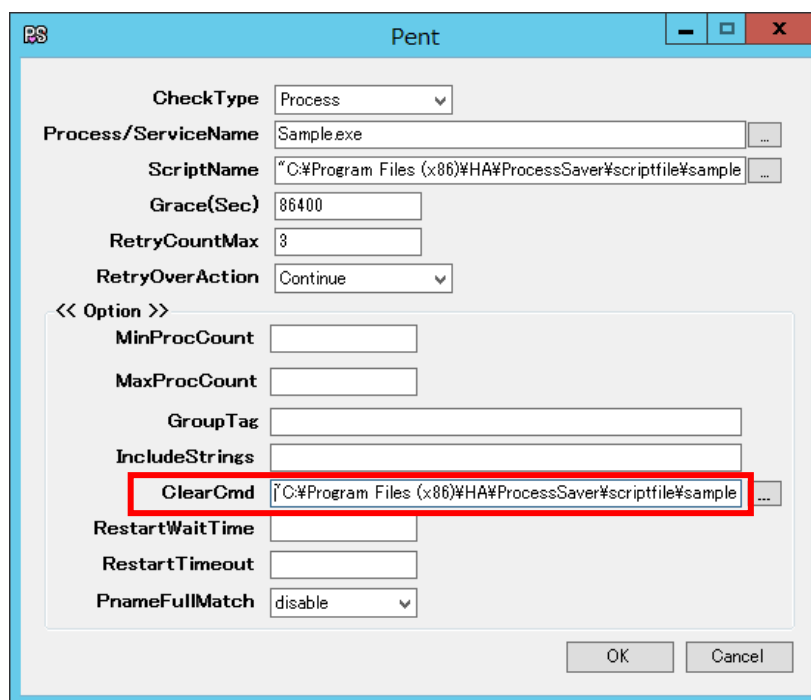 PS Pent
CheckType Process
Process/ServiceName Sample.exe ...
ScriptName "C:¥Program Files (x86)¥HA¥ProcessSaver¥scriptfile¥sample ...
Grace(Sec) 86400
RetryCountMax 3
RetryOverAction Continue
<< Option >>
MinProcCount
MaxProcCount
GroupTag
IncludeStrings
ClearCmd "C:¥Program Files (x86)¥HA¥ProcessSaver¥scriptfile¥sample ...
RestartWaitTime
RestartTimeout
PnameFullMatch disable
OK Cancel